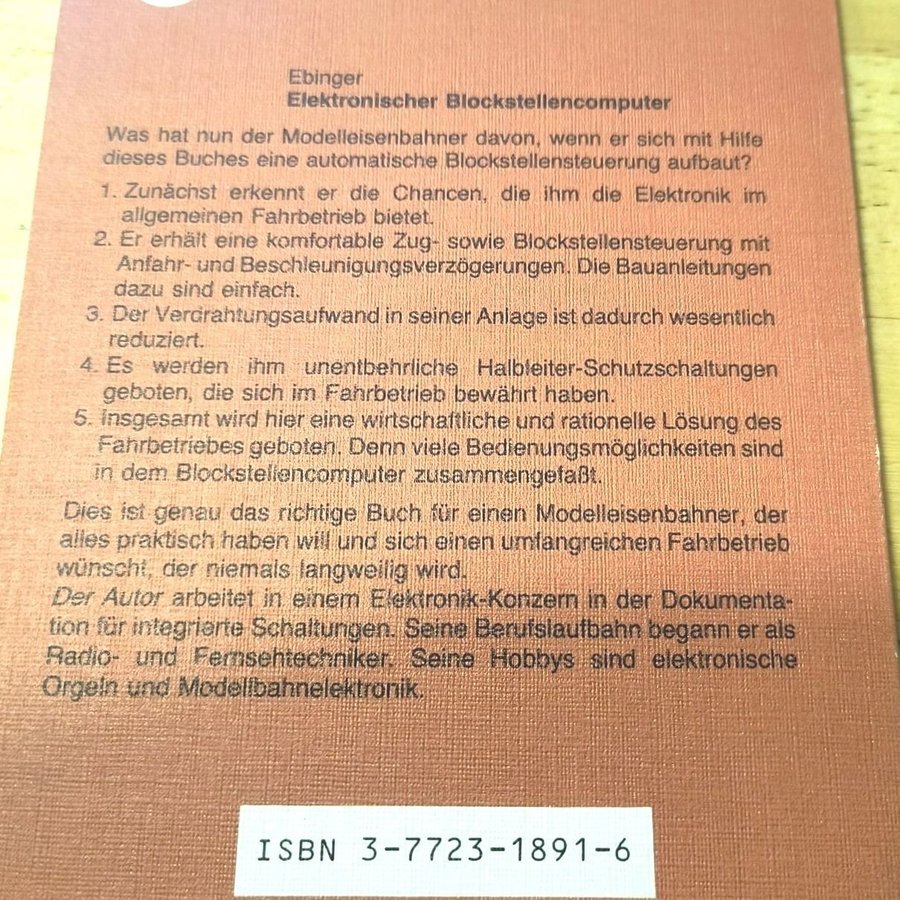 Ebinger
Elektronischer Blockstellencomputer
Was hat nun der Modelleisenbahner davon, wenn er sich mit Hilfe
dieses Buches eine automatische Blockstellensteuerung aufbaut?
1. Zunächst erkennt er die Chancen, die ihm die Elektronik im
allgemeinen Fahrbetrieb bietet.
2. Er erhält eine komfortable Zug- sowie Blockstellensteuerung mit
Anfahr- und Beschleunigungsverzögerungen. Die Bauanleitungen
dazu sind einfach.
3. Der Verdrahtungsaufwand in seiner Anlage ist dadurch wesentlich
reduziert.
4. Es werden ihm unentbehrliche Halbleiter-Schutzschaltungen
geboten, die sich im Fahrbetrieb bewährt haben.
5. Insgesamt wird hier eine wirtschaftliche und rationelle Lösung des
Fahrbetriebes geboten. Denn viele Bedienungsmöglichkeiten sind
in dem Blockstellencomputer zusammengefaßt.
Dies ist genau das richtige Buch für einen Modelleisenbahner, der
alles praktisch haben will und sich einen umfangreichen Fahrbetrieb
wünscht, der niemals langweilig wird.
Der Autor arbeitet in einem Elektronik-Konzern in der Dokumenta-
tion für integrierte Schaltungen. Seine Berufslaufbahn begann er als
Radio- und Fernsehtechniker. Seine Hobbys sind elektronische
Orgeln und Modellbahnelektronik.
ISBN 3-7723-1891-6